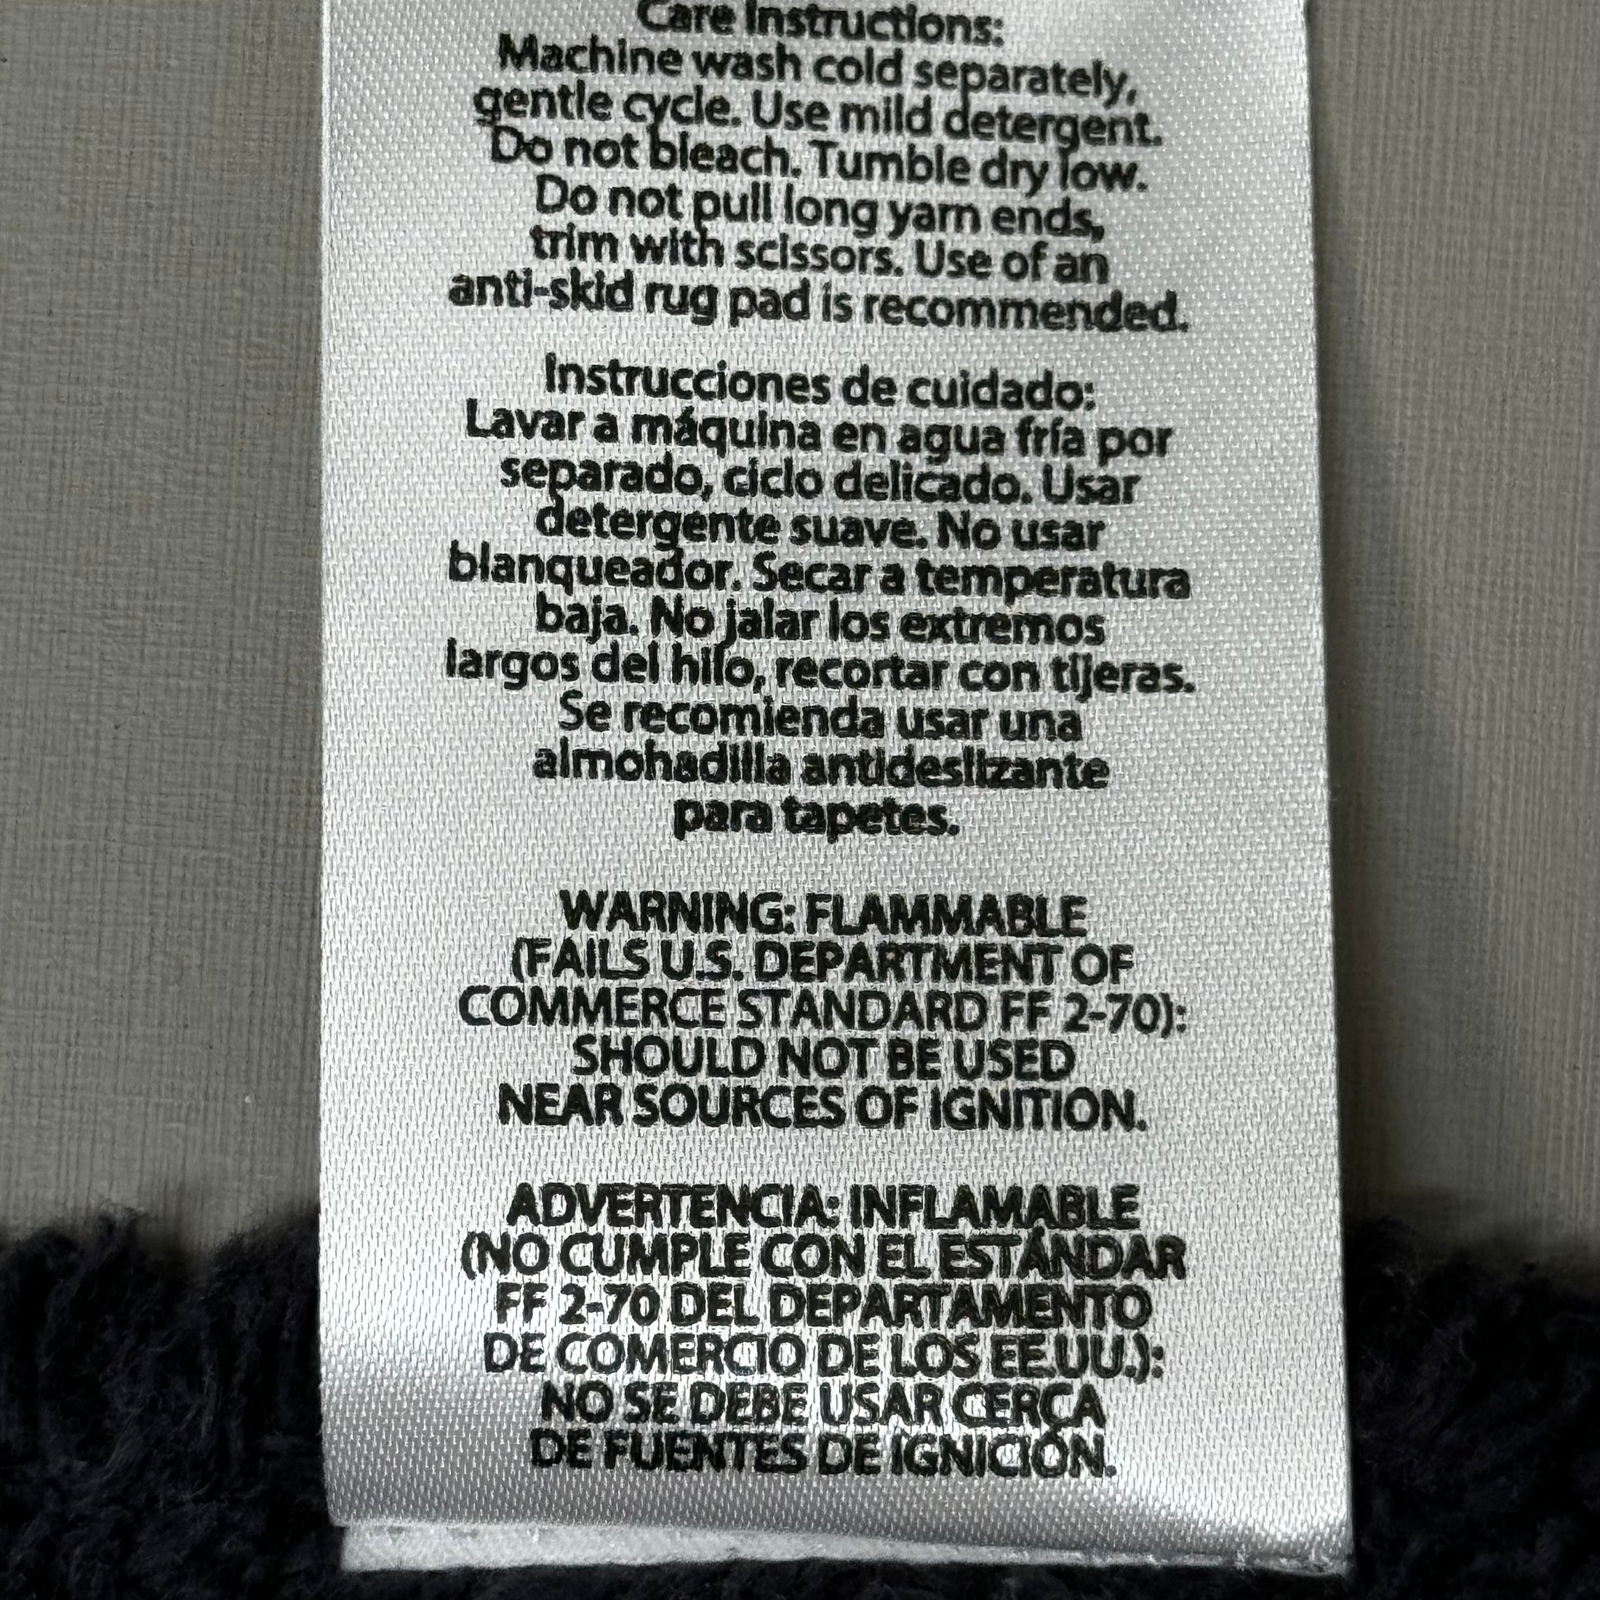 Care Instructions:
Machine wash cold separately,
gentle cycle. Use mild detergent.
Do not bleach. Tumble dry low.
Do not pull long yarn ends,
trim with scissors. Use of an
anti-skid rug pad is recommended.
Instrucciones de cuidado:
Lavar a máquina en agua fría por
separado, ciclo delicado. Usar
detergente suave. No usar
blanqueador. Secar a temperatura
baja. No jalar los extremos
largos del hilo, recortar con tijeras.
Se recomienda usar una
almohadilla antideslizante
para tapetes.
WARNING: FLAMMABLE
(FAILS U.S. DEPARTMENT OF
COMMERCE STANDARD FF 2-70):
SHOULD NOT BE USED
NEAR SOURCES OF IGNITION.
ADVERTENCIA: INFLAMABLE
(NO CUMPLE CON EL ESTÁNDAR
FF 2-70 DEL DEPARTAMENTO
DE COMERCIO DE LOS EE.UU.):
NO SE DEBE USAR CERCA
DE FUENTES DE IGNICIÓN.